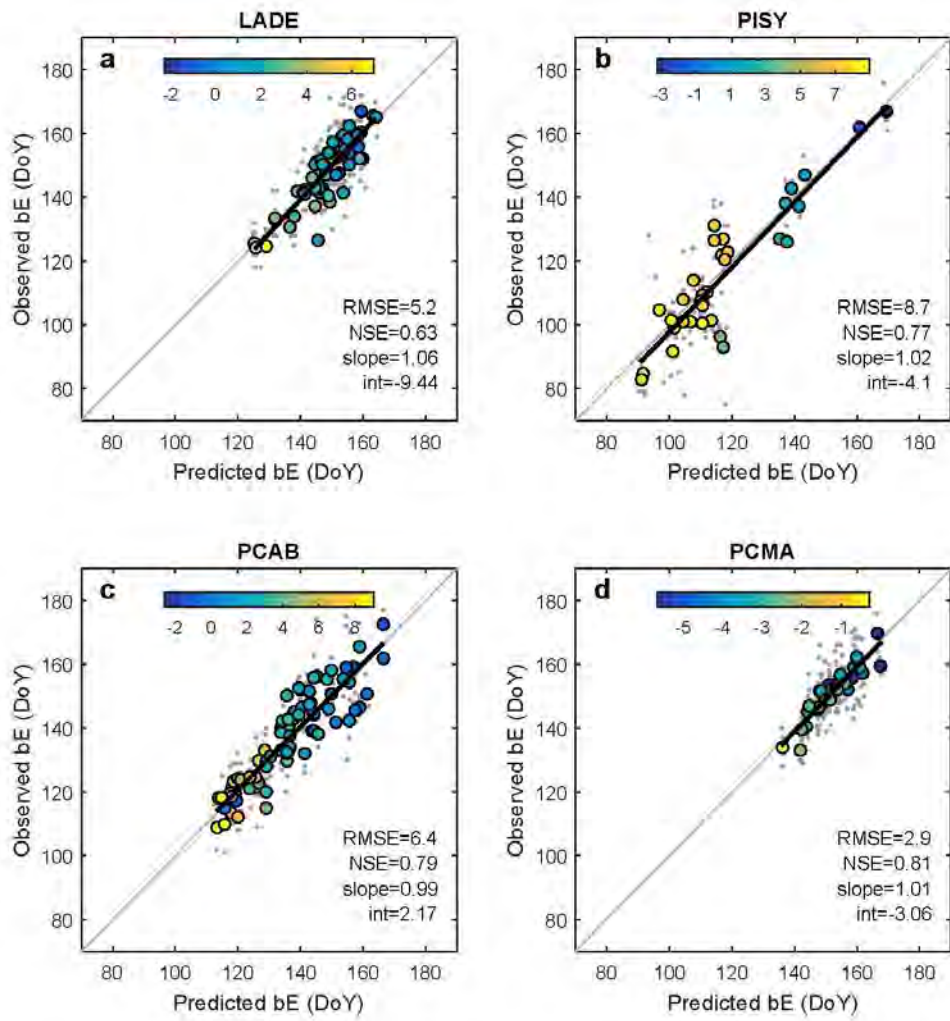 LADE
a
-2 0 2 4 6
180
160
140
120
100
80
Observed bE (DoY)
RMSE=5.2
NSE=0.63
slope=1.06
int=-9.44
80 100 120 140 160 180
Predicted bE (DoY)
PISY
b
-3 -1 1 3 5 7
180
160
140
120
100
80
Observed bE (DoY)
RMSE=8.7
NSE=0.77
slope=1.02
int=-4.1
80 100 120 140 160 180
Predicted bE (DoY)
PCAB
c
-2 0 2 4 6 8
180
160
140
120
100
80
Observed bE (DoY)
RMSE=6.4
NSE=0.79
slope=0.99
int=2.17
80 100 120 140 160 180
Predicted bE (DoY)
PCMA
d
-5 -4 -3 -2 -1
180
160
140
120
100
80
Observed bE (DoY)
RMSE=2.9
NSE=0.81
slope=1.01
int=-3.06
80 100 120 140 160 180
Predicted bE (DoY)